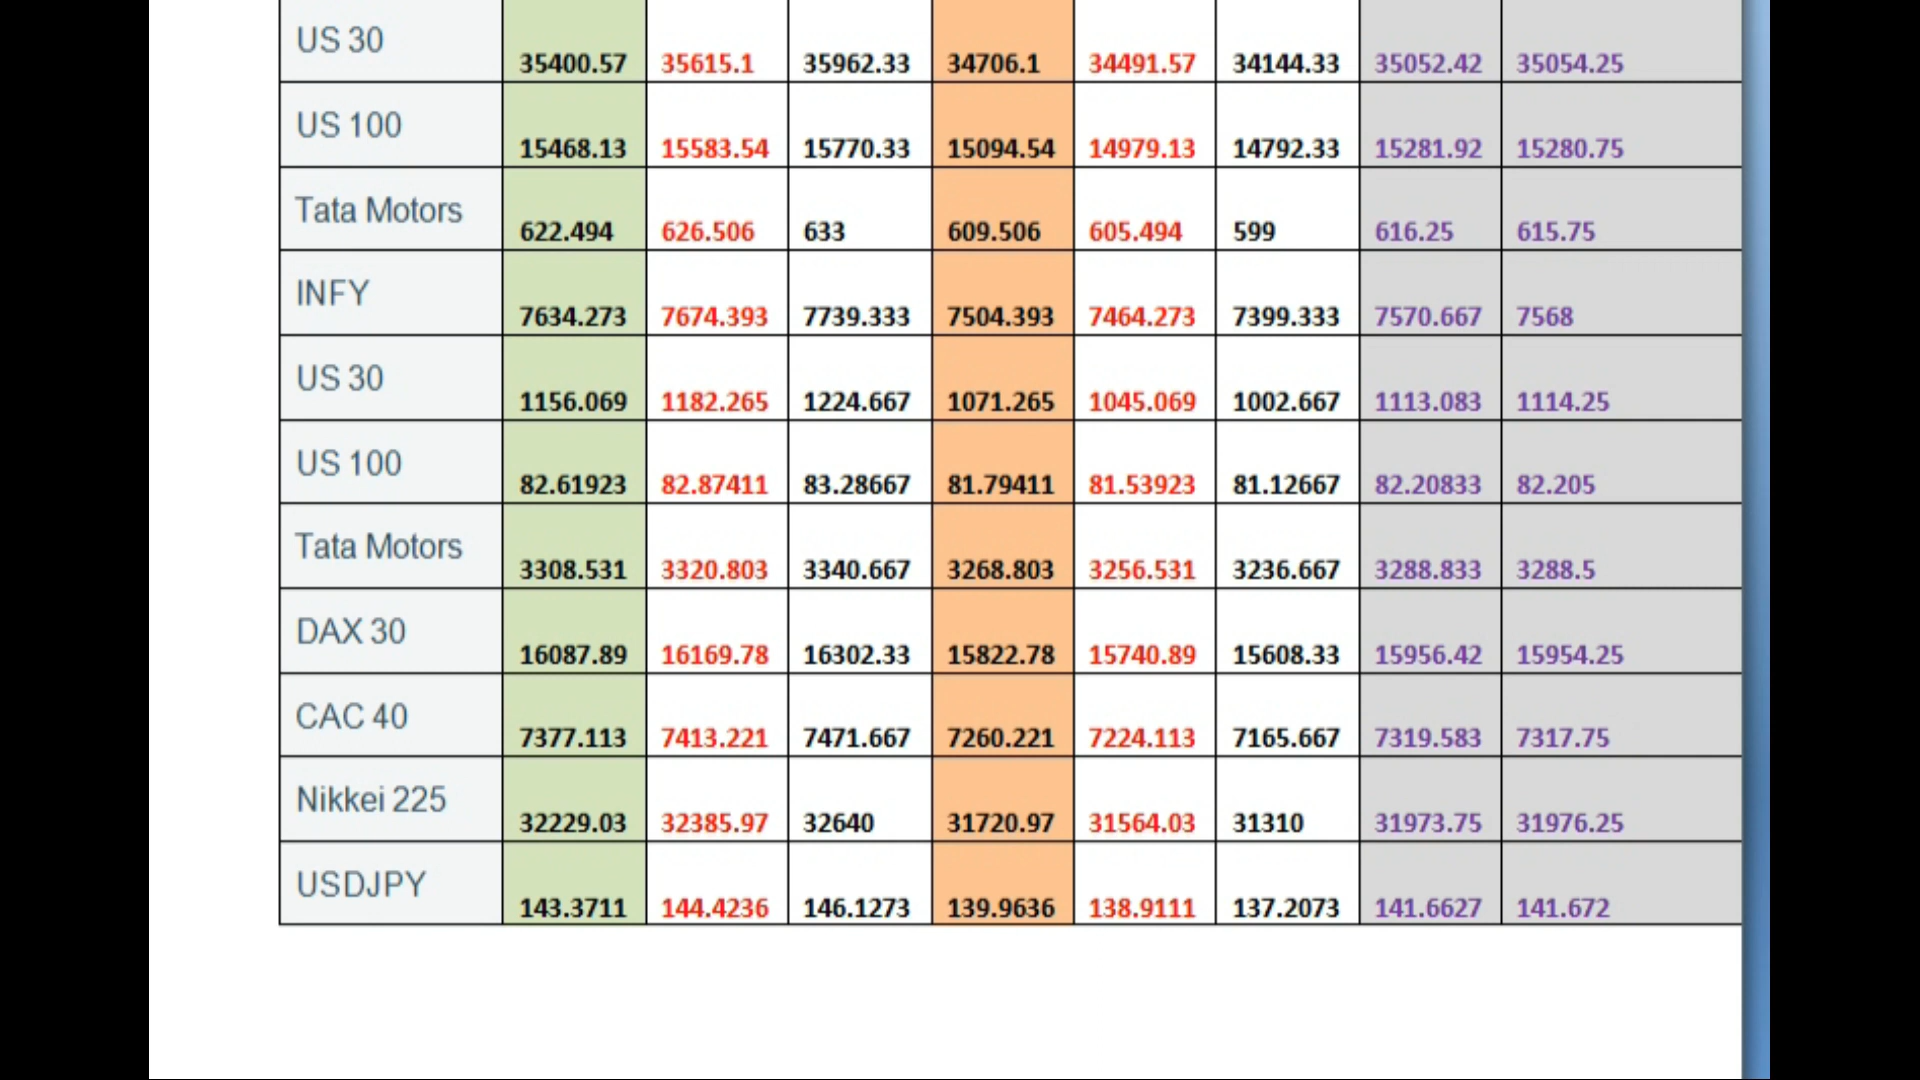 US 30 35400.57 35615.1 35962.33 34706.1 34491.57 34144.33 35052.42 35054.25
US 100 15468.13 15583.54 15770.33 15094.54 14979.13 14792.33 15281.92 15280.75
Tata Motors 622.494 626.506 633 609.506 605.494 599 616.25 615.75
INFY 7634.273 7674.393 7739.333 7504.393 7464.273 7399.333 7570.667 7568
US 30 1156.069 1182.265 1224.667 1071.265 1045.069 1002.667 1113.083 1114.25
US 100 82.61923 82.87411 83.28667 81.79411 81.53923 81.12667 82.20833 82.205
Tata Motors 3308.531 3320.803 3340.667 3268.803 3256.531 3236.667 3288.833 3288.5
DAX 30 16087.89 16169.78 16302.33 15822.78 15740.89 15608.33 15956.42 15954.25
CAC 40 7377.113 7413.221 7471.667 7260.221 7224.113 7165.667 7319.583 7317.75
Nikkei 225 32229.03 32385.97 32640 31720.97 31564.03 31310 31973.75 31976.25
USDJPY 143.3711 144.4236 146.1273 139.9636 138.9111 137.2073 141.6627 141.672